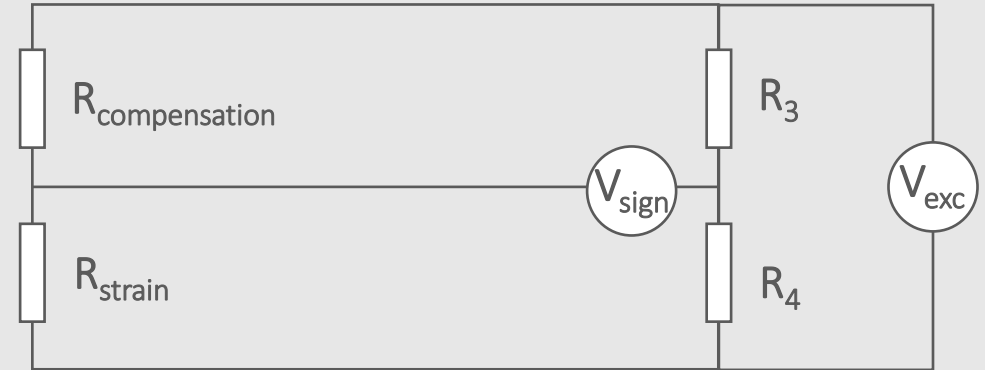 R3
Rcompensation
Vsign
Vexc
Rstrain
R4